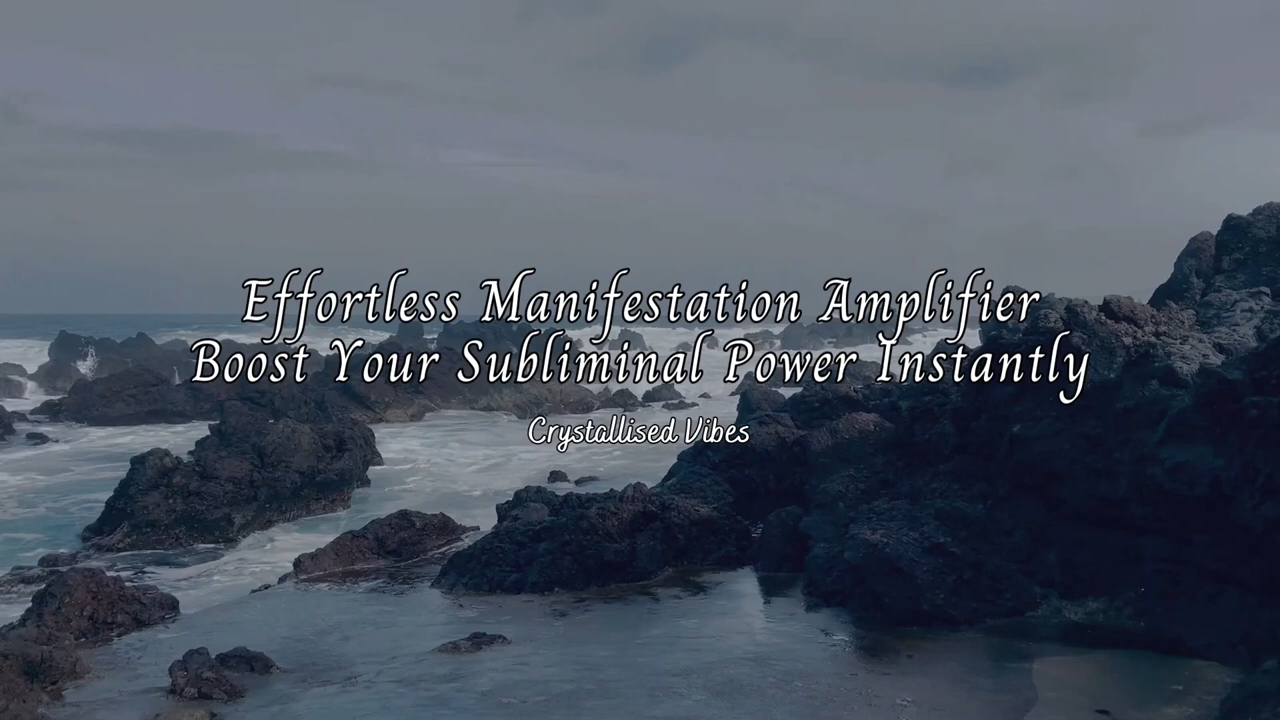 Effortless Manifestation Amplifier
Boost Your Subliminal Power Instantly
Crystallised Vibes